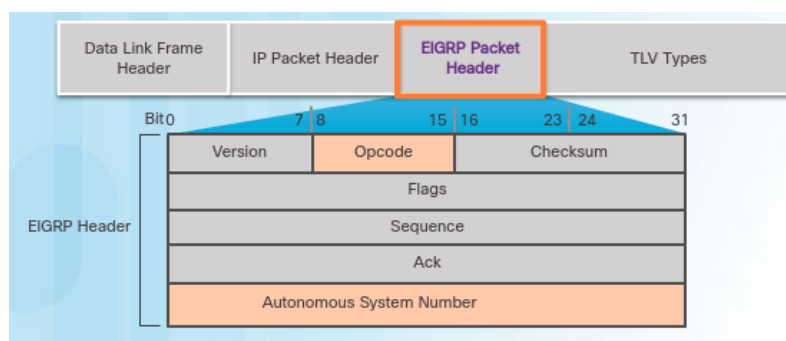 Data Link Frame
Header
IP Packet Header
EIGRP Packet
Header
TLV Types
Bit 0 7 8 15 16 23 24 31
Version Opcode Checksum
Flags
Sequence
EIGRP Header
Ack
Autonomous System Number